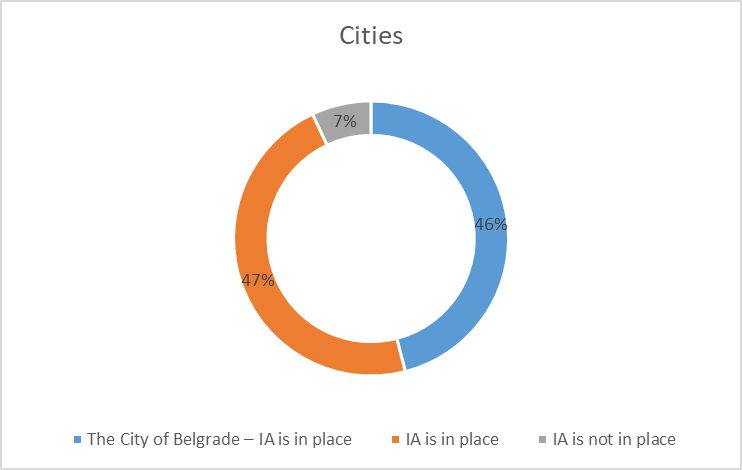 Cities
7%
46%
47%
The City of Belgrade – IA is in place
IA is in place
IA is not in place